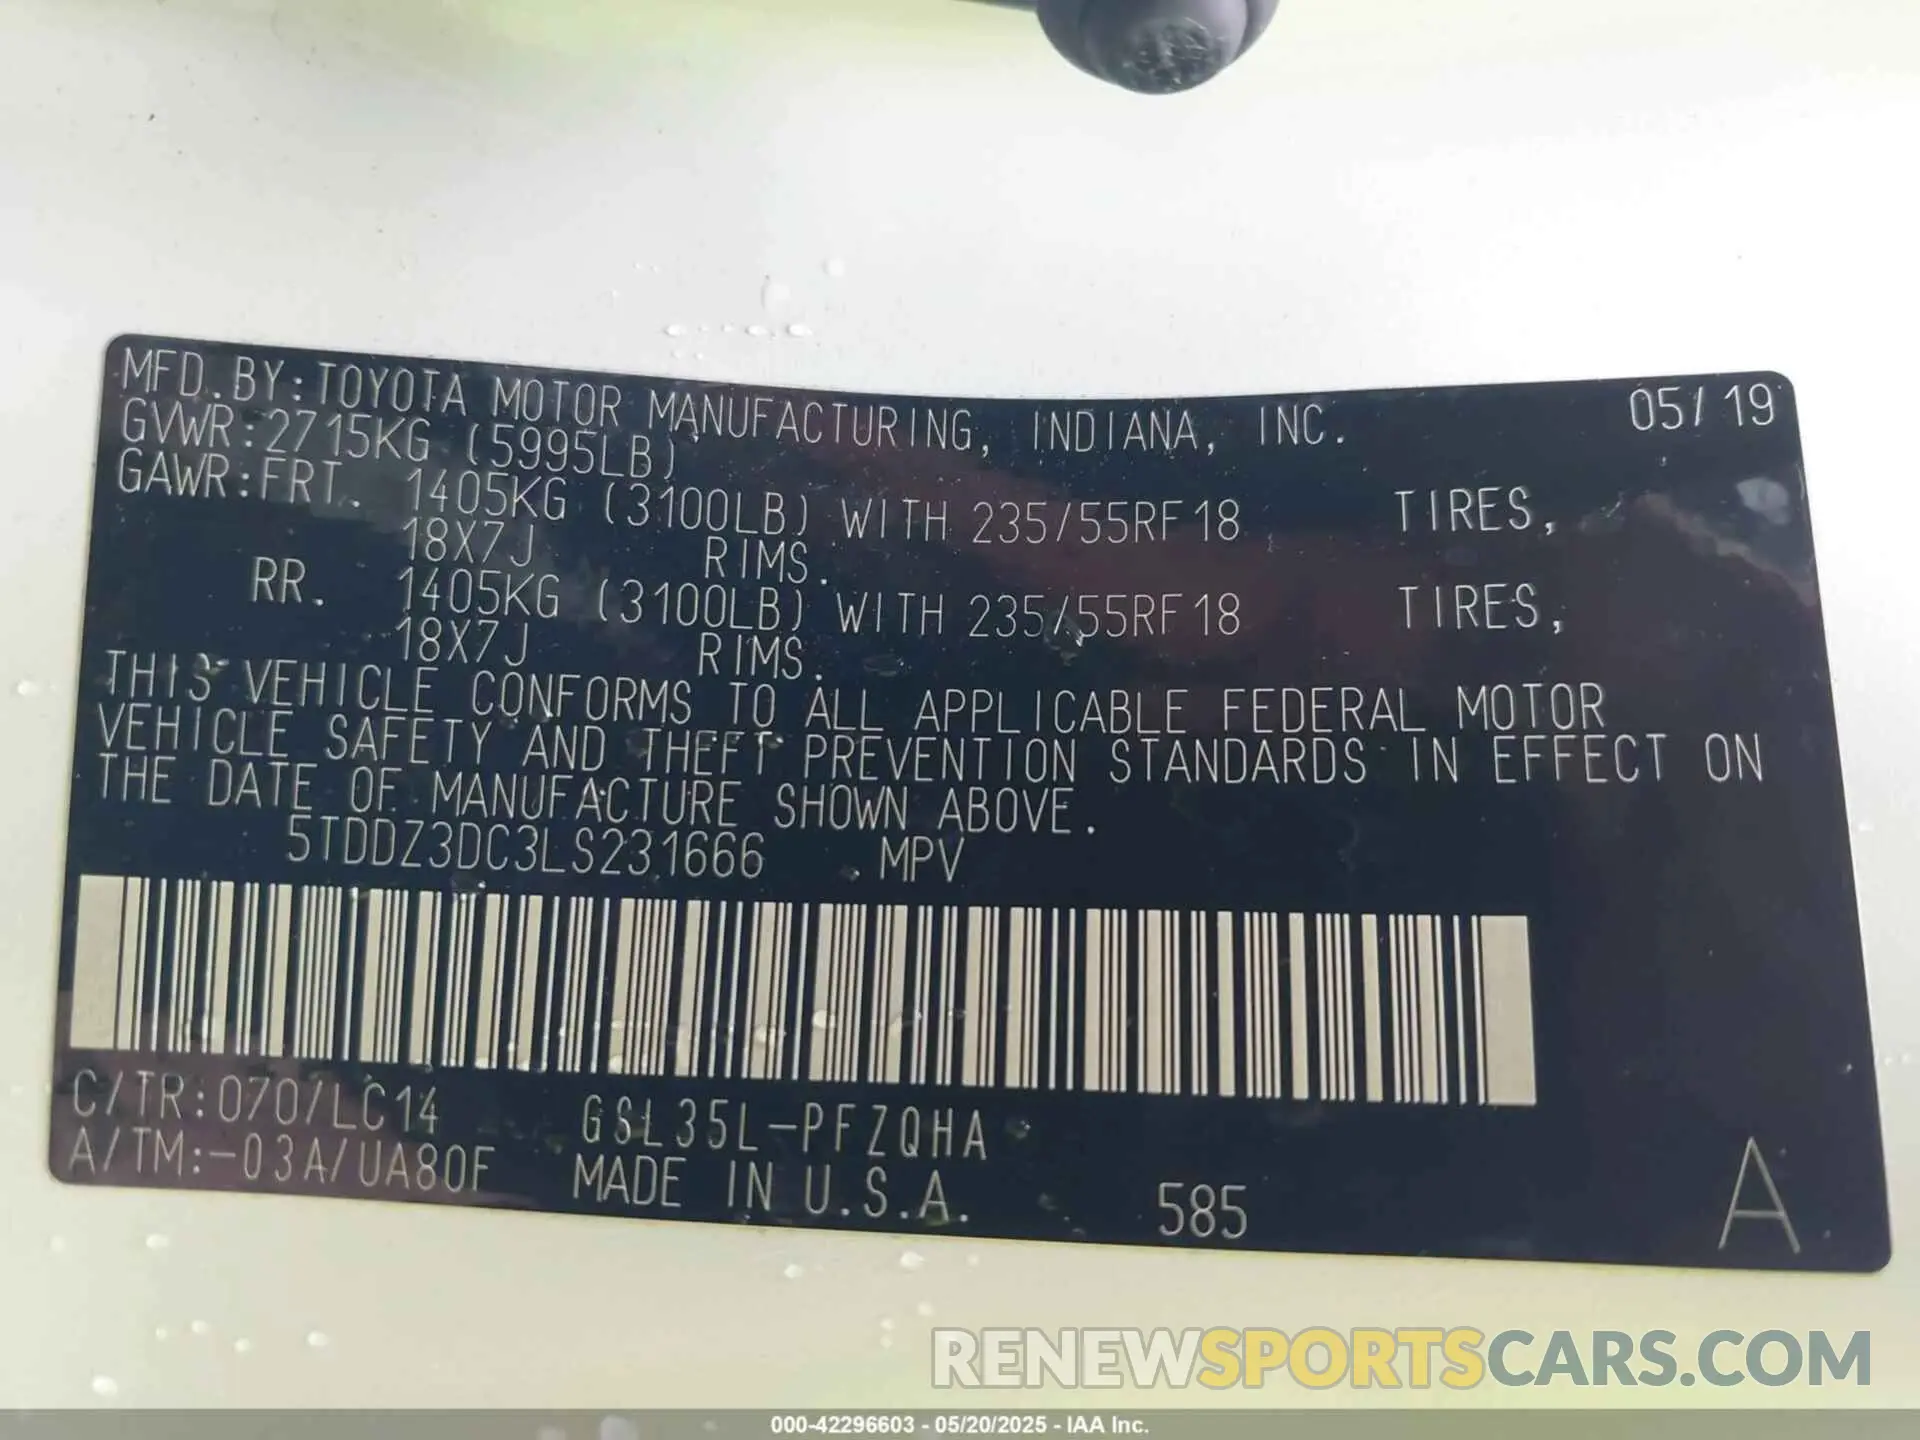 MFD. BY: TOYOTA MOTOR MANUFACTURING, INDIANA, INC. 05/19
GVWR: 2715KG (5995LB)
GAWR: FRT. 1405KG (3100LB) WITH 235/55RF18 TIRES,
18X7J RIMS.
RR. 1405KG (3100LB) WITH 235/55RF18 TIRES,
18X7J RIMS.
THIS VEHICLE CONFORMS TO ALL APPLICABLE FEDERAL MOTOR
VEHICLE SAFETY AND THEFT PREVENTION STANDARDS IN EFFECT ON
THE DATE OF MANUFACTURE SHOWN ABOVE.
5TDDZ3DC3LS231666 MPV
C/TR: 070/LC14 GSL35L-PFZQHA
A/TM: -03A/UA80F MADE IN U.S.A. 585 A
RENEWSPORTSCARS.COM
000-42296603 - 05/20/2025 - IAA Inc.